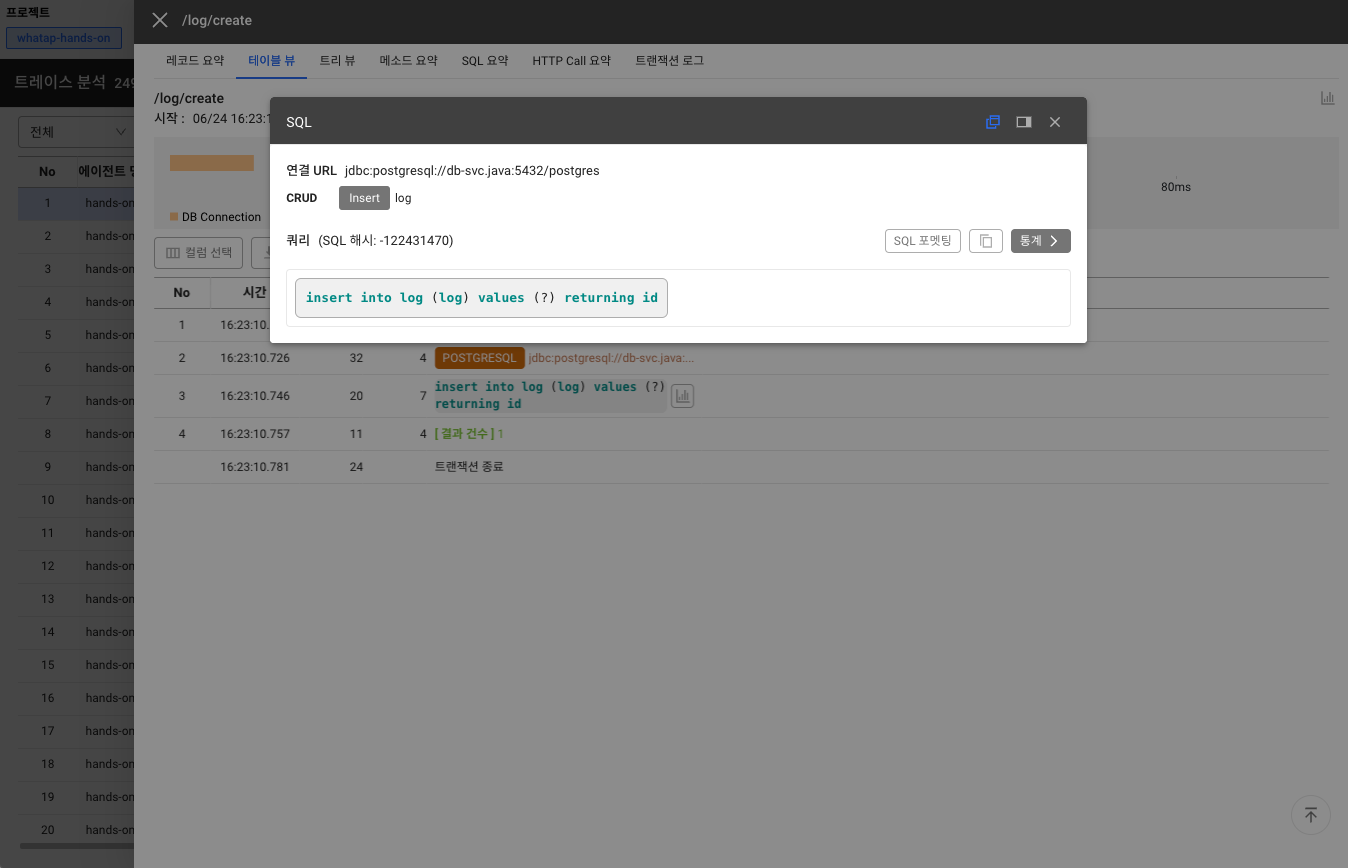 프로젝트
whatap-hands-on
/log/create
트레이스 분석 249
전체
No 에이전트
1 hands-on
2 hands-on
3 hands-on
4 hands-on
5 hands-on
6 hands-on
7 hands-on
8 hands-on
9 hands-on
10 hands-on
11 hands-on
12 hands-on
13 hands-on
14 hands-on
15 hands-on
16 hands-on
17 hands-on
18 hands-on
19 hands-on
20 hands-on
레코드 요약 테이블 뷰 트리 뷰 메소드 요약 SQL 요약 HTTP Call 요약 트랜잭션 로그
/log/create
시작 : 06/24 16:23:1
80ms
DB Connection
컬럼 선택
SQL
연결 URL jdbc:postgresql://db-svc.java:5432/postgres
CRUD Insert log
쿼리 (SQL 해시: -122431470) SQL 포멧팅 통계
insert into log (log) values (?) returning id
No 시간
1 16:23:10.
2 16:23:10.726 32 4 POSTGRESQL jdbc:postgresql://db-svc.java:...
3 16:23:10.746 20 7 insert into log (log) values (?)
returning id
4 16:23:10.757 11 4 [ 결과 건수 ] 1
16:23:10.781 24 트랜잭션 종료